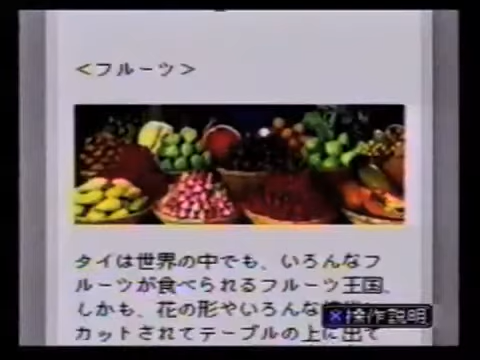 ＜フルーツ＞
タイは世界の中でも、いろんなフ
ルーツが食べられるフルーツ王国。
しかも、花の形やいろんな
カットされてテーブルの上に出て
×操作説明